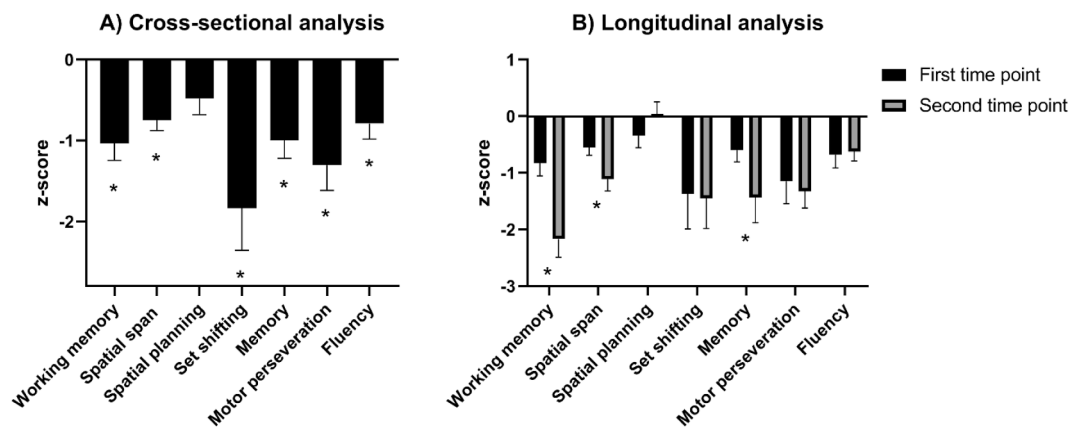 A) Cross-sectional analysis
0
-1
-2
z-score
*
*
*
*
*
*
Working memory
Spatial span
Spatial planning
Set shifting
Memory
Motor perseveration
Fluency
B) Longitudinal analysis
1
0
-1
-2
-3
z-score
*
*
*
Working memory
Spatial span
Spatial planning
Set shifting
Memory
Motor perseveration
Fluency
First time point
Second time point